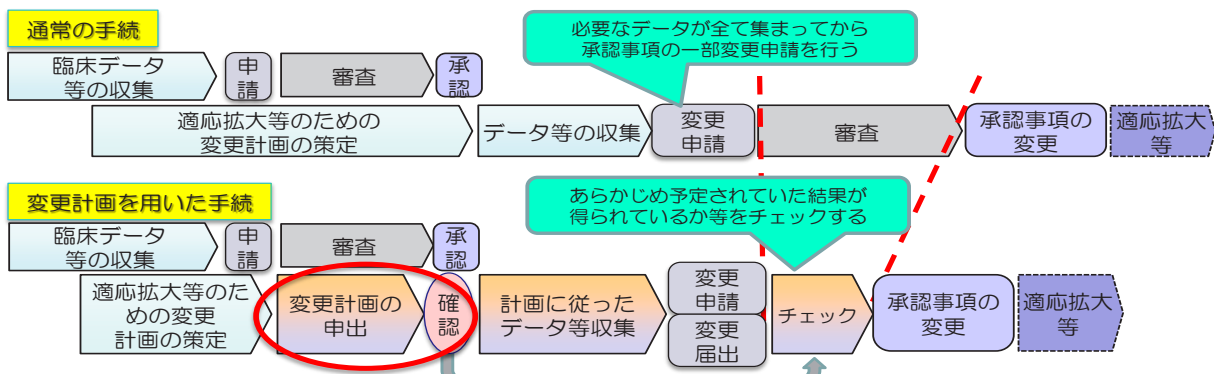 通常の手続
必要なデータが全て集まってから
承認事項の一部変更申請を行う
臨床データ
等の収集
申
請
審査
承
認
適応拡大等のための
変更計画の策定
データ等の収集
変更
申請
審査
承認事項の
変更
適応拡大
等
変更計画を用いた手続
あらかじめ予定されていた結果が
得られているか等をチェックする
臨床データ
等の収集
申
請
審査
承
認
適応拡大等のた
めの変更
計画の策定
変更計画の
申出
確
認
計画に従った
データ等収集
変更
申請
変更
届出
チェック
承認事項の
変更
適応拡大
等